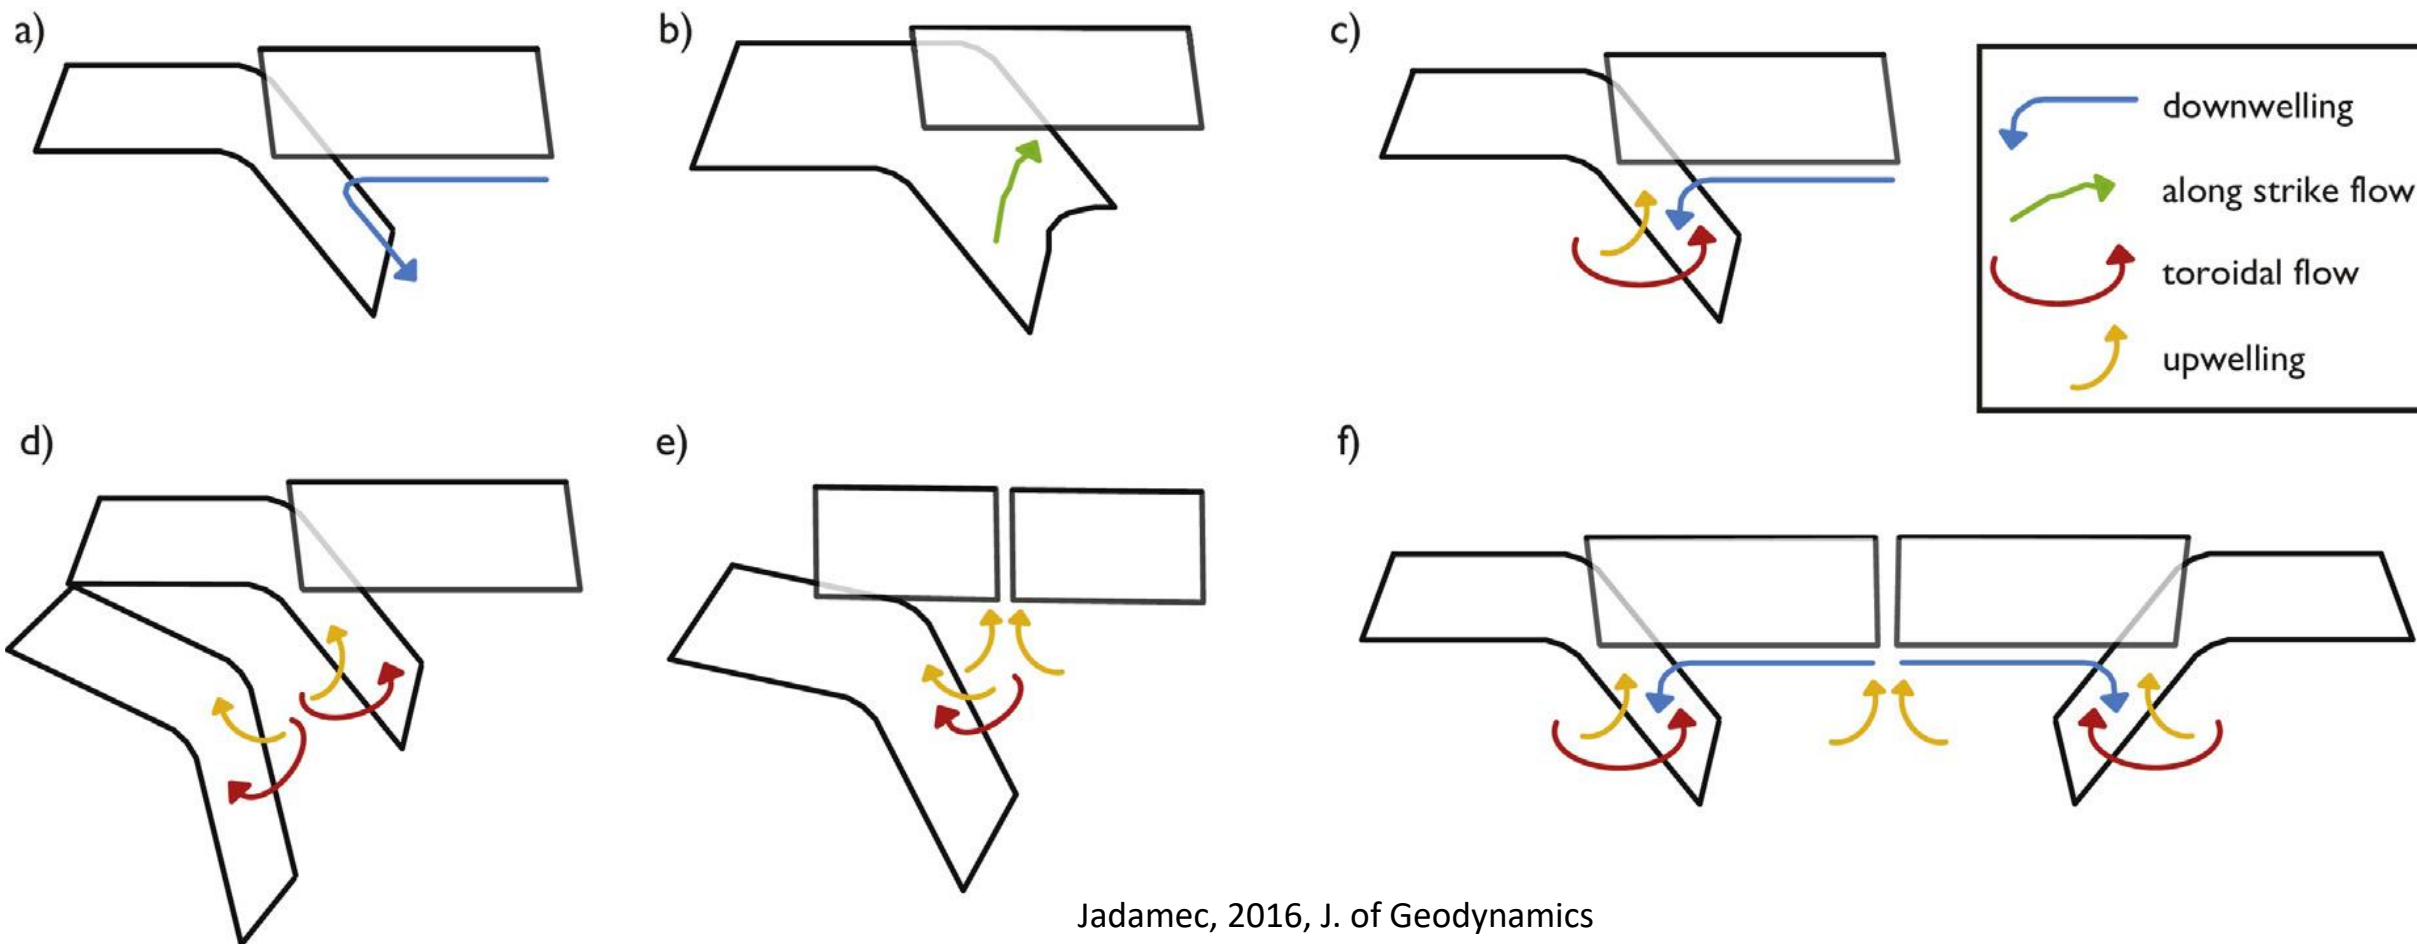 a)
b)
c)
downwelling
along strike flow
toroidal flow
upwelling
d)
e)
f)
Jadamec, 2016, J. of Geodynamics